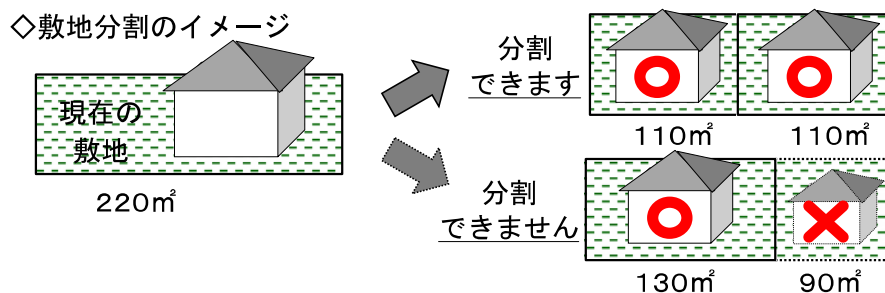 ◇敷地分割のイメージ
現在の
敷地
220㎡
分割
できます
110㎡
110㎡
分割
できません
130㎡
90㎡